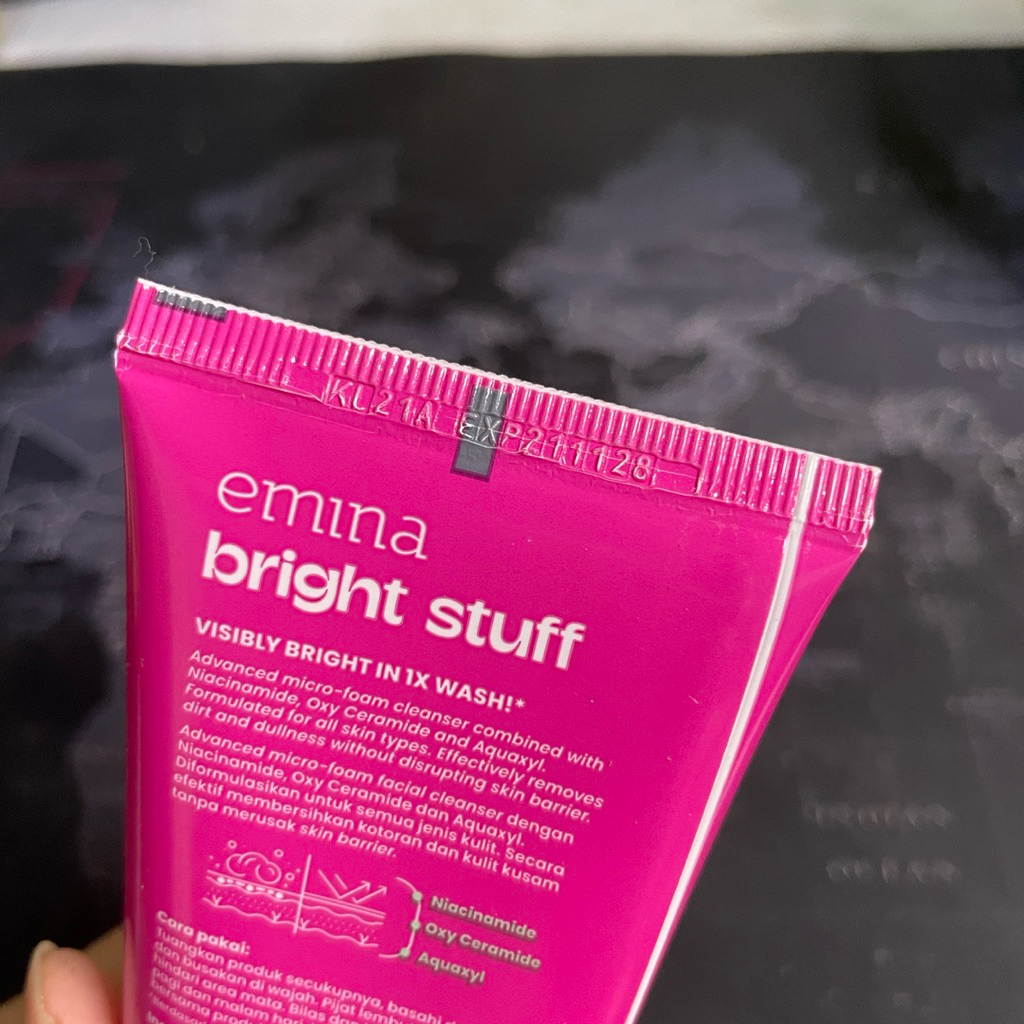 KL21A EXP211128
emina
bright stuff
VISIBLY BRIGHT IN 1X WASH!*
Advanced micro-foam cleanser combined with
Niacinamide, Oxy Ceramide and Aquaxyl.
Formulated for all skin types. Effectively removes
dirt and dullness without disrupting skin barrier.
Advanced micro-foam facial cleanser dengan
Niacinamide, Oxy Ceramide dan Aquaxyl.
Diformulasikan untuk semua jenis kulit. Secara
efektif membersihkan kotoran dan kulit kusam
tanpa merusak skin barrier.
Niacinamide
Oxy Ceramide
Aquaxyl
Cara pakai:
Tuangkan produk secukupnya, basahi
dan busakan di wajah. Pijat
hindari area mata. Bilas
pagi dan malam hari
bersama